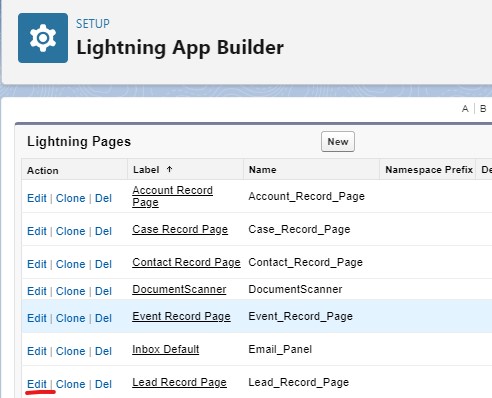 SETUP
Lightning App Builder
A | B
Lightning Pages New
Action Label ↑ Name Namespace Prefix De
Edit | Clone | Del Account Record Page Account_Record_Page
Edit | Clone | Del Case Record Page Case_Record_Page
Edit | Clone | Del Contact Record Page Contact_Record_Page
Edit | Clone | Del DocumentScanner DocumentScanner
Edit | Clone | Del Event Record Page Event_Record_Page
Edit | Clone | Del Inbox Default Email_Panel
Edit | Clone | Del Lead Record Page Lead_Record_Page